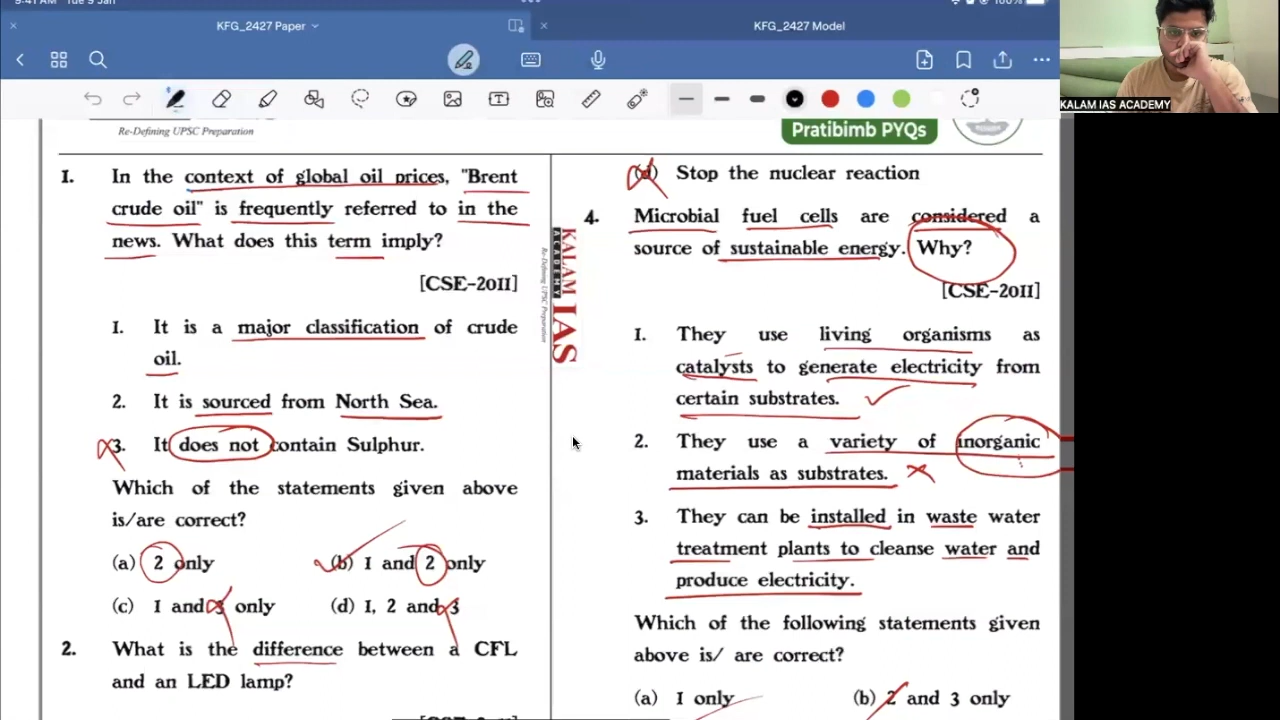 9:41 AM Tue 9 Jan
100%
KFG_2427 Paper
KFG_2427 Model
KALAM IAS ACADEMY
Re-Defining UPSC Preparation
Pratibimb PYQs
1. In the context of global oil prices, "Brent
crude oil" is frequently referred to in the
news. What does this term imply?
[CSE-2011]
1. It is a major classification of crude
oil.
2. It is sourced from North Sea.
3. It does not contain Sulphur.
Which of the statements given above
is/are correct?
(a) 2 only (b) 1 and 2 only
(c) 1 and 3 only (d) 1, 2 and 3
2. What is the difference between a CFL
and an LED lamp?
KALAM IAS
ACADEMY
Re-Defining UPSC Preparation
(d) Stop the nuclear reaction
4. Microbial fuel cells are considered a
source of sustainable energy. Why?
[CSE-2011]
1. They use living organisms as
catalysts to generate electricity from
certain substrates.
2. They use a variety of inorganic
materials as substrates.
3. They can be installed in waste water
treatment plants to cleanse water and
produce electricity.
Which of the following statements given
above is/ are correct?
(a) 1 only (b) 2 and 3 only